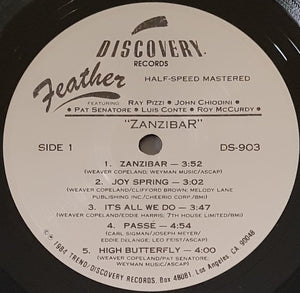 DISCOVERY
RECORDS
Feather
HALF-SPEED MASTERED
FEATURING: RAY PIZZI • JOHN CHIODINI
• PAT SENATORE • LUIS CONTE • ROY McCURDY •
"ZANZIBAR"
SIDE 1
DS-903
1. ZANZIBAR — 3:52
(WEAVER COPELAND; WEYMAN MUSIC/ASCAP)
2. JOY SPRING — 3:02
(WEAVER COPELAND/CLIFFORD BROWN; MELODY LANE
PUBLISHING INC/CHEERIO CORP./BMI)
3. IT'S ALL WE DO — 3:47
(WEAVER COPELAND/EDDIE HARRIS; 7TH HOUSE LIMITED/BMI)
4. PASSE — 4:54
(CARL SIGMAN/JOSEPH MEYER/
EDDIE DELANGE; LEO FEIST/ASCAP)
5. HIGH BUTTERFLY — 4:00
(WEAVER COPELAND/PAT SENATORE;
WEYMAN MUSIC/ASCAP)
© 1984 TREND/DISCOVERY RECORDS Box 48081, Los Angeles, CA. 90048